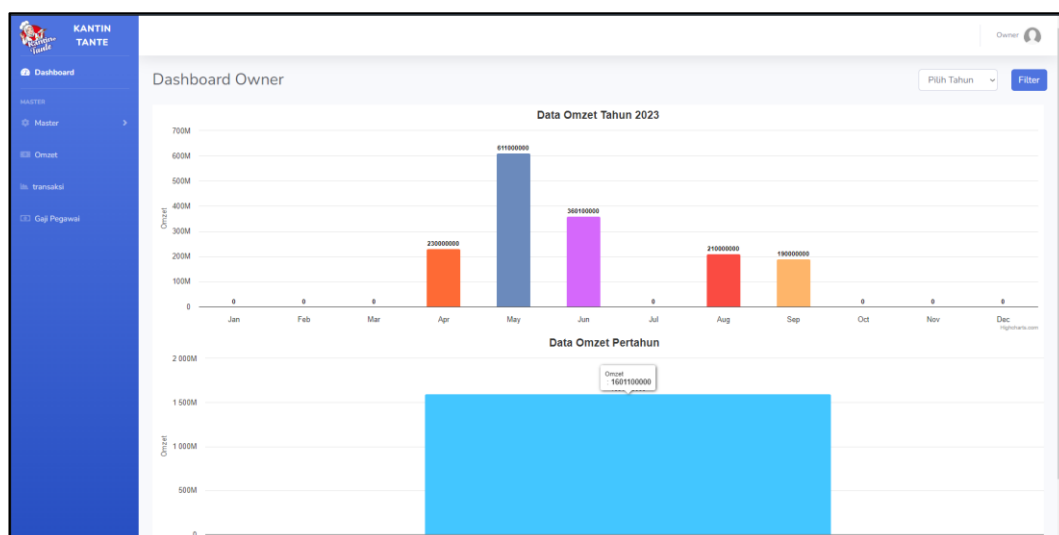 Kantin
Tante
KANTIN
TANTE
Owner
Dashboard
Dashboard Owner
Pilih Tahun
Filter
MASTER
Master
Omzet
transaksi
Gaji Pegawai
Data Omzet Tahun 2023
Omzet
700M
600M
500M
400M
300M
200M
100M
0
0
0
0
230000000
611000000
360100000
0
210000000
190000000
0
0
0
Jan
Feb
Mar
Apr
May
Jun
Jul
Aug
Sep
Oct
Nov
Dec
Highcharts.com
Data Omzet Pertahun
Omzet
2 000M
1 500M
1 000M
500M
0
Omzet
: 1601100000